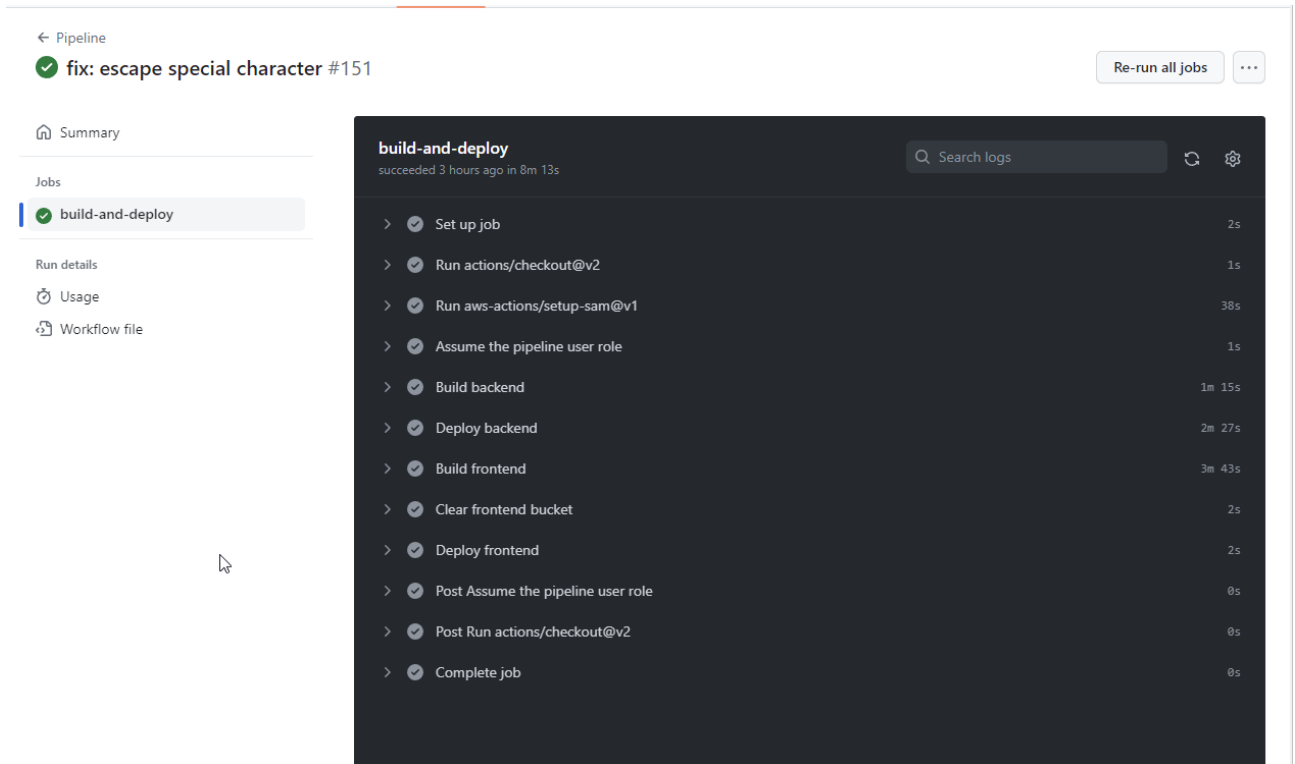 ← Pipeline
fix: escape special character #151
Re-run all jobs
...
Summary
Jobs
build-and-deploy
Run details
Usage
Workflow file
build-and-deploy
succeeded 3 hours ago in 8m 13s
Search logs
Set up job 2s
Run actions/checkout@v2 1s
Run aws-actions/setup-sam@v1 38s
Assume the pipeline user role 1s
Build backend 1m 15s
Deploy backend 2m 27s
Build frontend 3m 43s
Clear frontend bucket 2s
Deploy frontend 2s
Post Assume the pipeline user role 0s
Post Run actions/checkout@v2 0s
Complete job 0s